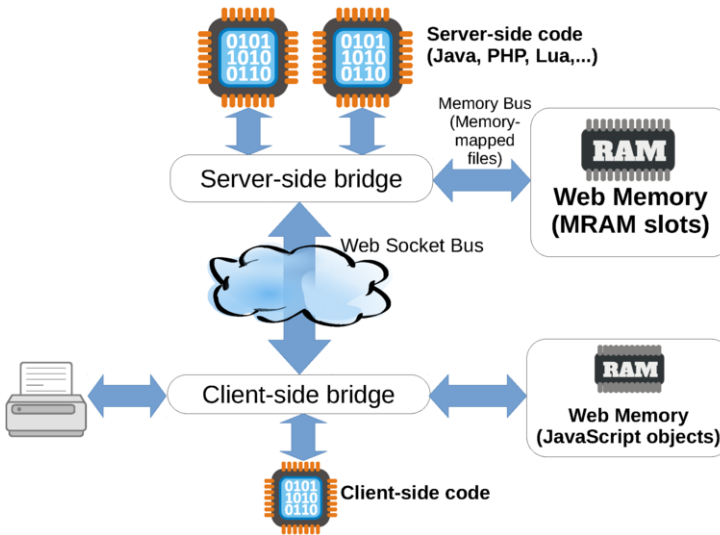 0101
1010
0110
0101
1010
0110
Server-side code
(Java, PHP, Lua,...)
Memory Bus
(Memory-
mapped
files)
RAM
Web Memory
(MRAM slots)
Server-side bridge
Web Socket Bus
RAM
Web Memory
(JavaScript objects)
Client-side bridge
0101
1010
0110
Client-side code